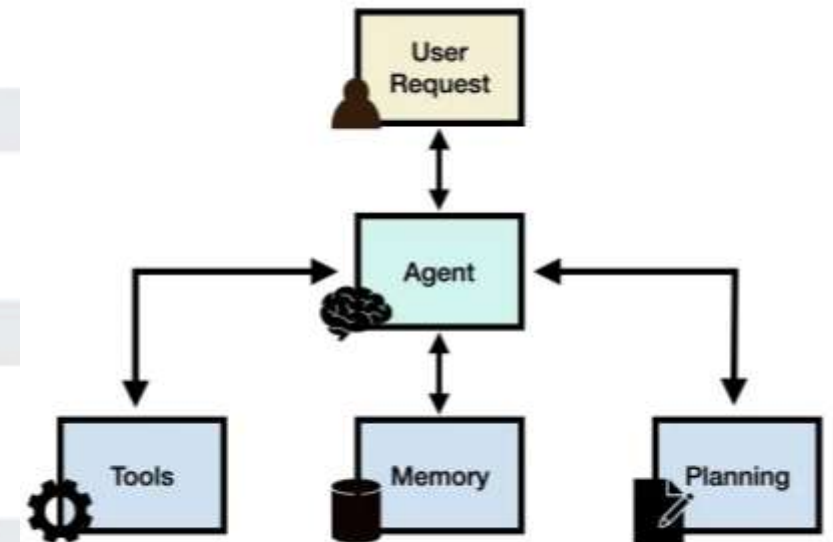 User
Request
Agent
Tools
Memory
Planning